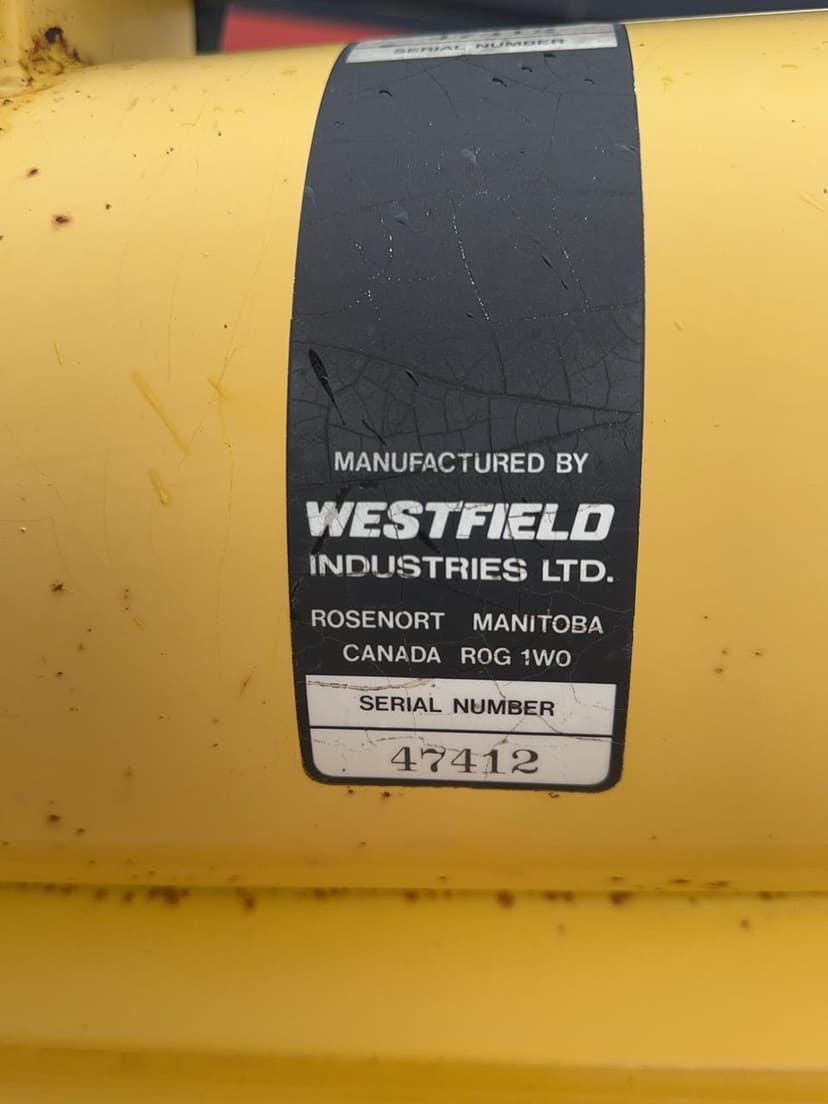 SERIAL NUMBER
MANUFACTURED BY
WESTFIELD
INDUSTRIES LTD.
ROSENORT MANITOBA
CANADA R0G 1W0
SERIAL NUMBER
47412